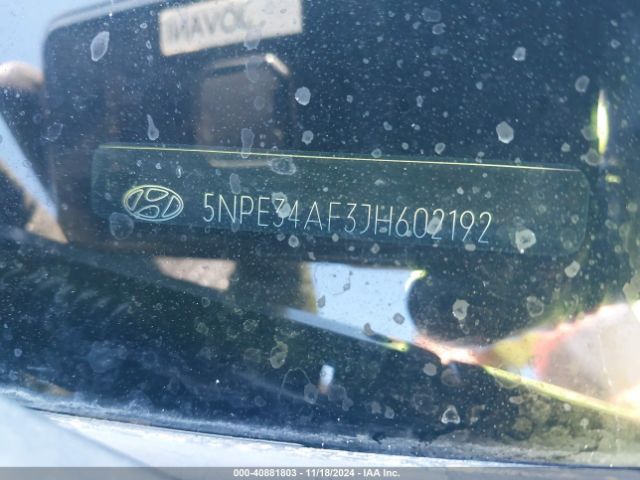 5NPE34AF3JH602192
000-40881803 — 11/18/2024 — IAA Inc.